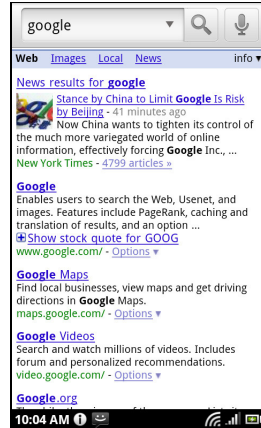 google
Web Images Local News info
News results for google
Stance by China to Limit Google Is Risk
by Beijing - 41 minutes ago
Now China wants to tighten its control of
the much more variegated world of online
information, effectively forcing Google Inc., ...
New York Times - 4799 articles »
Google
Enables users to search the Web, Usenet, and
images. Features include PageRank, caching and
translation of results, and an option ...
Show stock quote for GOOG
www.google.com/ - Options
Google Maps
Find local businesses, view maps and get driving
directions in Google Maps.
maps.google.com/ - Options
Google Videos
Search and watch millions of videos. Includes
forum and personalized recommendations.
video.google.com/ - Options
Google.org
10:04 AM